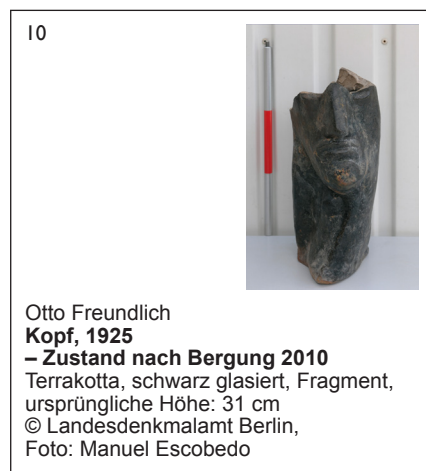 10
Otto Freundlich
Kopf, 1925
– Zustand nach Bergung 2010
Terrakotta, schwarz glasiert, Fragment,
ursprüngliche Höhe: 31 cm
© Landesdenkmalamt Berlin,
Foto: Manuel Escobedo